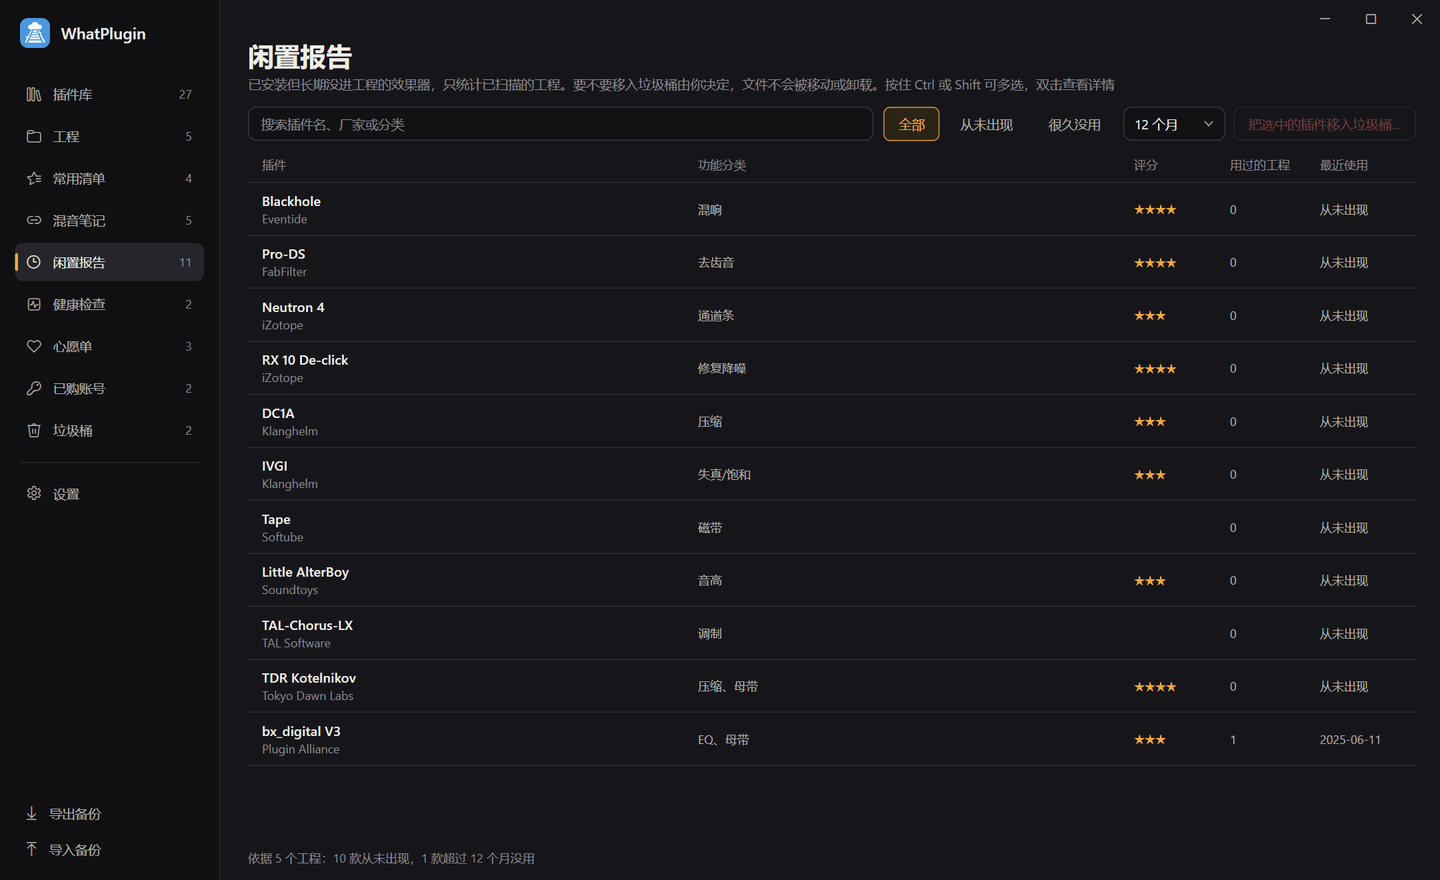 WhatPlugin
插件库 27
工程 5
常用清单 4
混音笔记 5
闲置报告 11
健康检查 2
心愿单 3
已购账号 2
垃圾桶 2
设置
导出备份
导入备份
闲置报告
已安装但长期没进工程的效果器，只统计已扫描的工程。要不要移入垃圾桶由你决定，文件不会被移动或卸载。按住 Ctrl 或 Shift 可多选，双击查看详情
搜索插件名、厂家或分类 全部 从未出现 很久没用 12 个月 把选中的插件移入垃圾桶...
插件 功能分类 评分 用过的工程 最近使用
Blackhole
Eventide
混响 ★★★★ 0 从未出现
Pro-DS
FabFilter
去齿音 ★★★★ 0 从未出现
Neutron 4
iZotope
通道条 ★★★ 0 从未出现
RX 10 De-click
iZotope
修复降噪 ★★★★ 0 从未出现
DC1A
Klanghelm
压缩 ★★★ 0 从未出现
IVGI
Klanghelm
失真/饱和 ★★★ 0 从未出现
Tape
Softube
磁带 0 从未出现
Little AlterBoy
Soundtoys
音高 ★★★ 0 从未出现
TAL-Chorus-LX
TAL Software
调制 0 从未出现
TDR Kotelnikov
Tokyo Dawn Labs
压缩、母带 ★★★★ 0 从未出现
bx_digital V3
Plugin Alliance
EQ、母带 ★★★ 1 2025-06-11
依据 5 个工程：10 款从未出现，1 款超过 12 个月没用